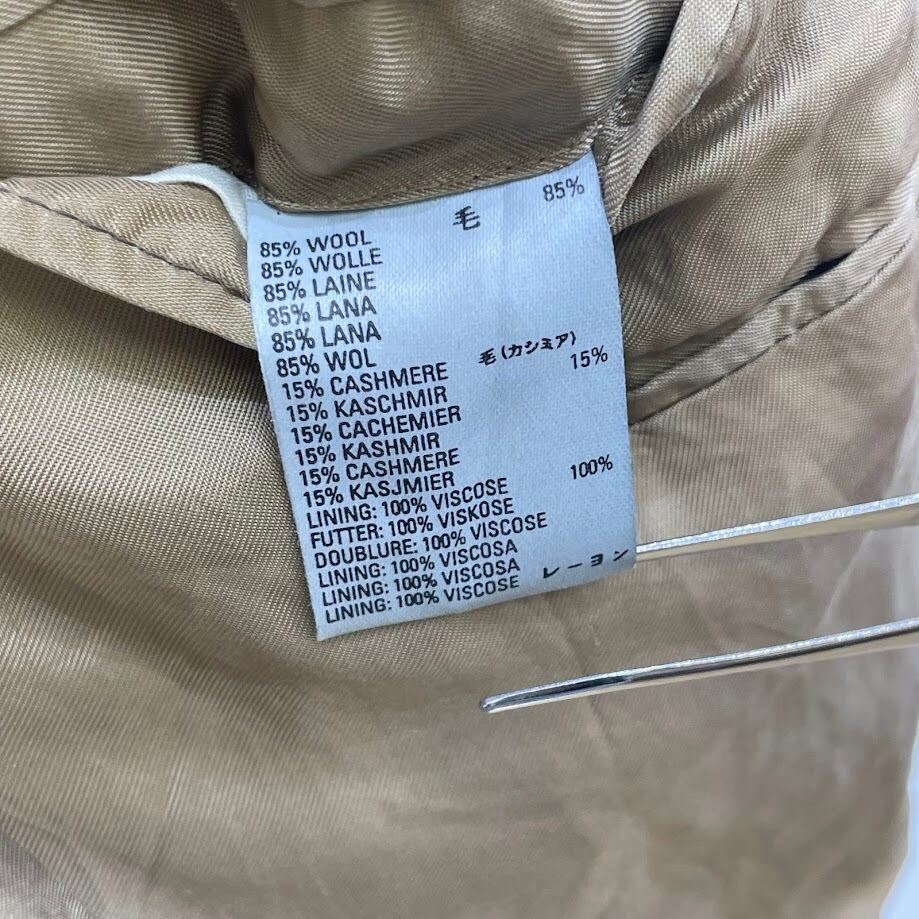 毛 85%
85% WOOL
85% WOLLE
85% LAINE
85% LANA
85% LANA
85% WOL
毛(カシミア) 15%
15% CASHMERE
15% KASCHMIR
15% CACHEMIER
15% KASHMIR
15% CASHMERE
15% KASJMIER
100%
LINING: 100% VISCOSE
FUTTER: 100% VISKOSE
DOUBLURE: 100% VISCOSE
LINING: 100% VISCOSA
LINING: 100% VISCOSA
LINING: 100% VISCOSE
レーヨン